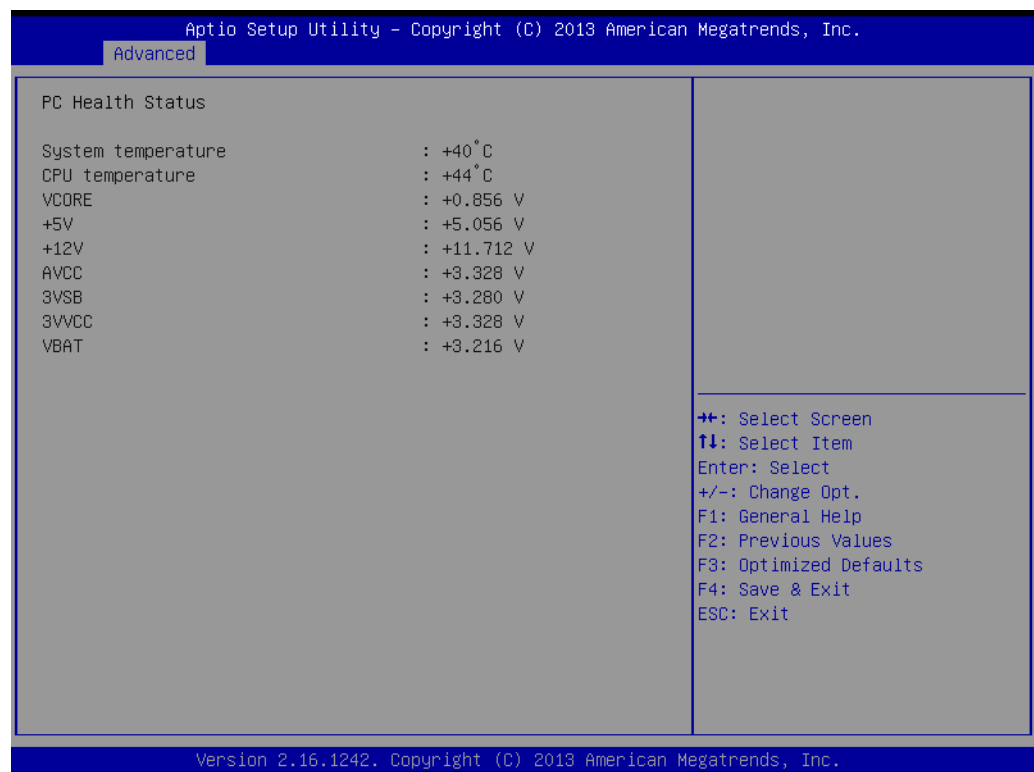 Aptio Setup Utility – Copyright (C) 2013 American Megatrends, Inc.
Advanced
PC Health Status
System temperature : +40°C
CPU temperature : +44°C
VCORE : +0.856 V
+5V : +5.056 V
+12V : +11.712 V
AVCC : +3.328 V
3VSB : +3.280 V
3VVCC : +3.328 V
VBAT : +3.216 V
→←: Select Screen
↑↓: Select Item
Enter: Select
+/-: Change Opt.
F1: General Help
F2: Previous Values
F3: Optimized Defaults
F4: Save & Exit
ESC: Exit
Version 2.16.1242. Copyright (C) 2013 American Megatrends, Inc.